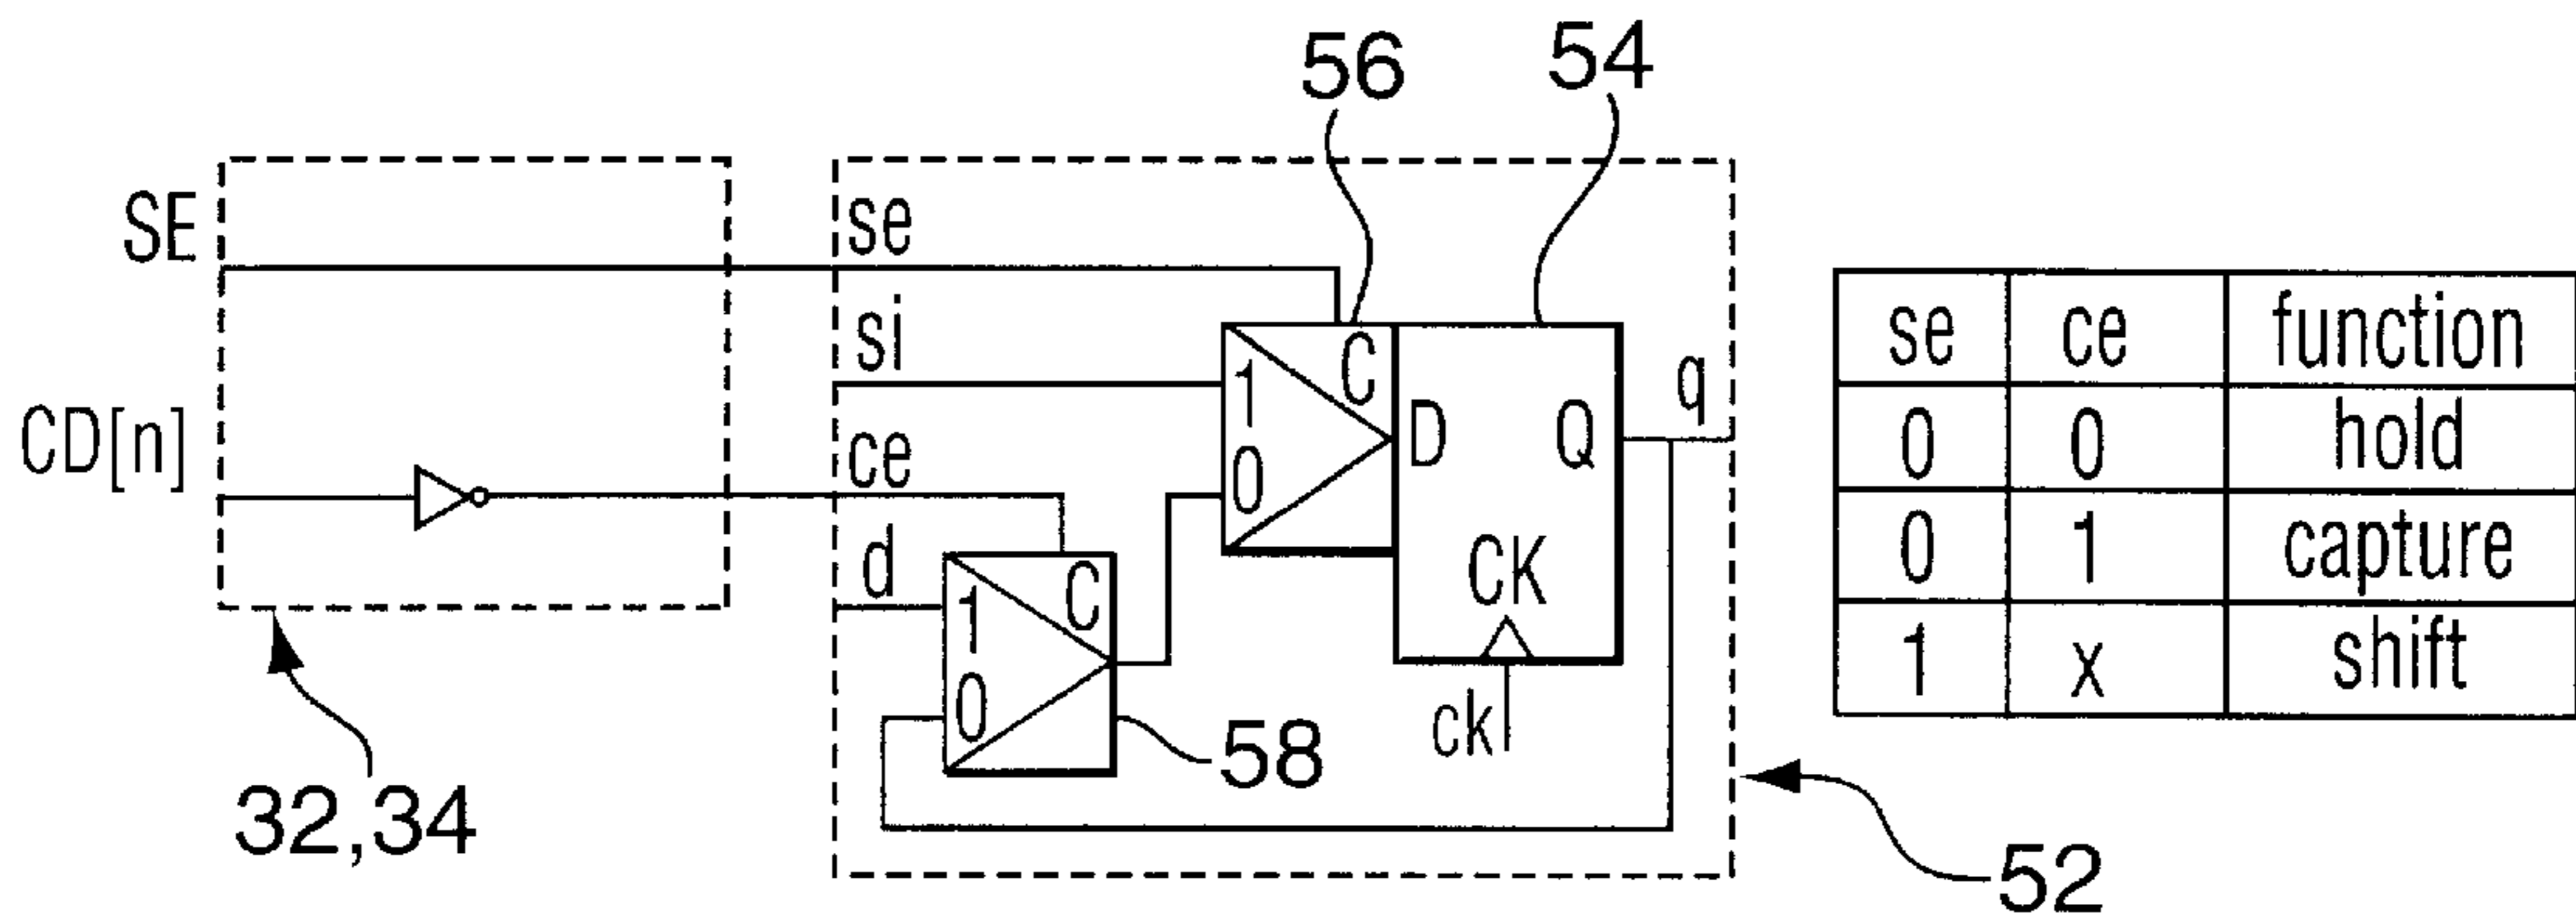 56
54
SE
se
si
CD[n]
ce
d
1
0
C
D
Q
CK
ck
q
1
0
C
58
32,34
52
se ce function
0 0 hold
0 1 capture
1 x shift